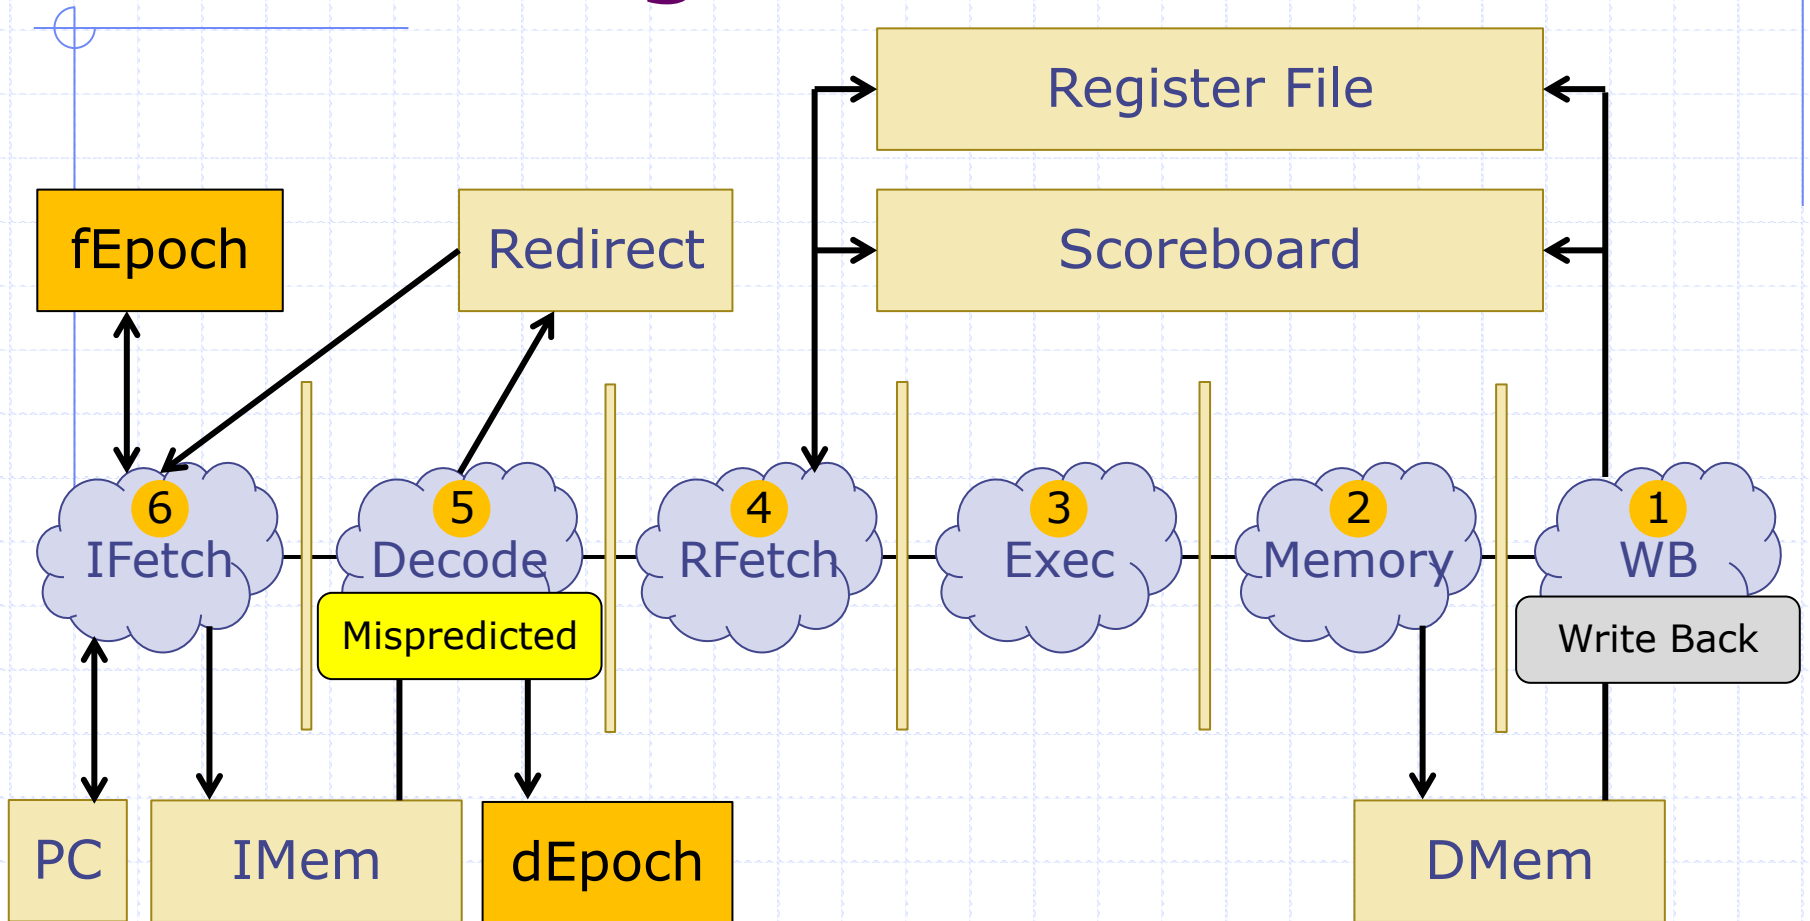 Register File
fEpoch
Redirect
Scoreboard
6
5
4
3
2
1
IFetch
Decode
RFetch
Exec
Memory
WB
Mispredicted
Write Back
PC
IMem
dEpoch
DMem